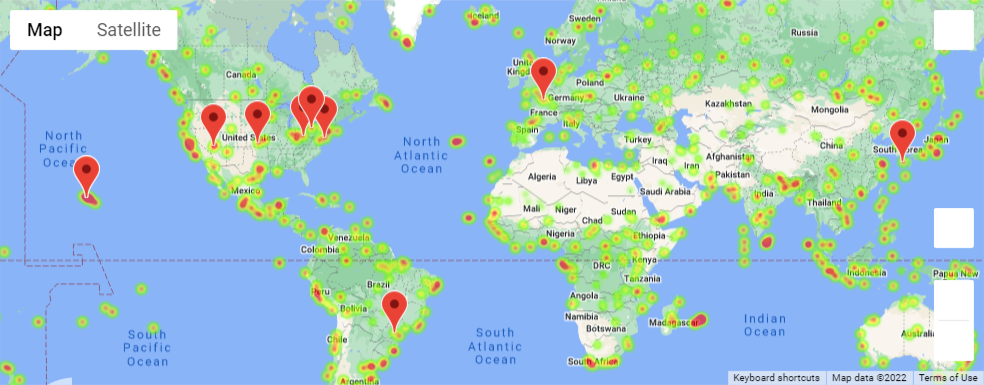 Map Satellite
Iceland
Sweden
Norway
Russia
Canada
Poland
Germany
Ukraine
France
Kazakhstan
Mongolia
United States
Spain
Italy
Turkey
China
South Korea
Japan
North
Pacific
Ocean
North
Atlantic
Ocean
Algeria
Libya
Egypt
Iraq
Iran
Afghanistan
Pakistan
Saudi Arabia
India
Mexico
Mali
Niger
Chad
Sudan
Thailand
Nigeria
Ethiopia
Venezuela
Colombia
DRC
Kenya
Tanzania
Indonesia
Papua New
Peru
Brazil
Bolivia
Angola
Namibia
Botswana
Madagascar
Indian
Ocean
South
Pacific
Ocean
Chile
South
Atlantic
Ocean
Australia
South Africa
Argentina
Keyboard shortcuts Map data ©2022 Terms of Use